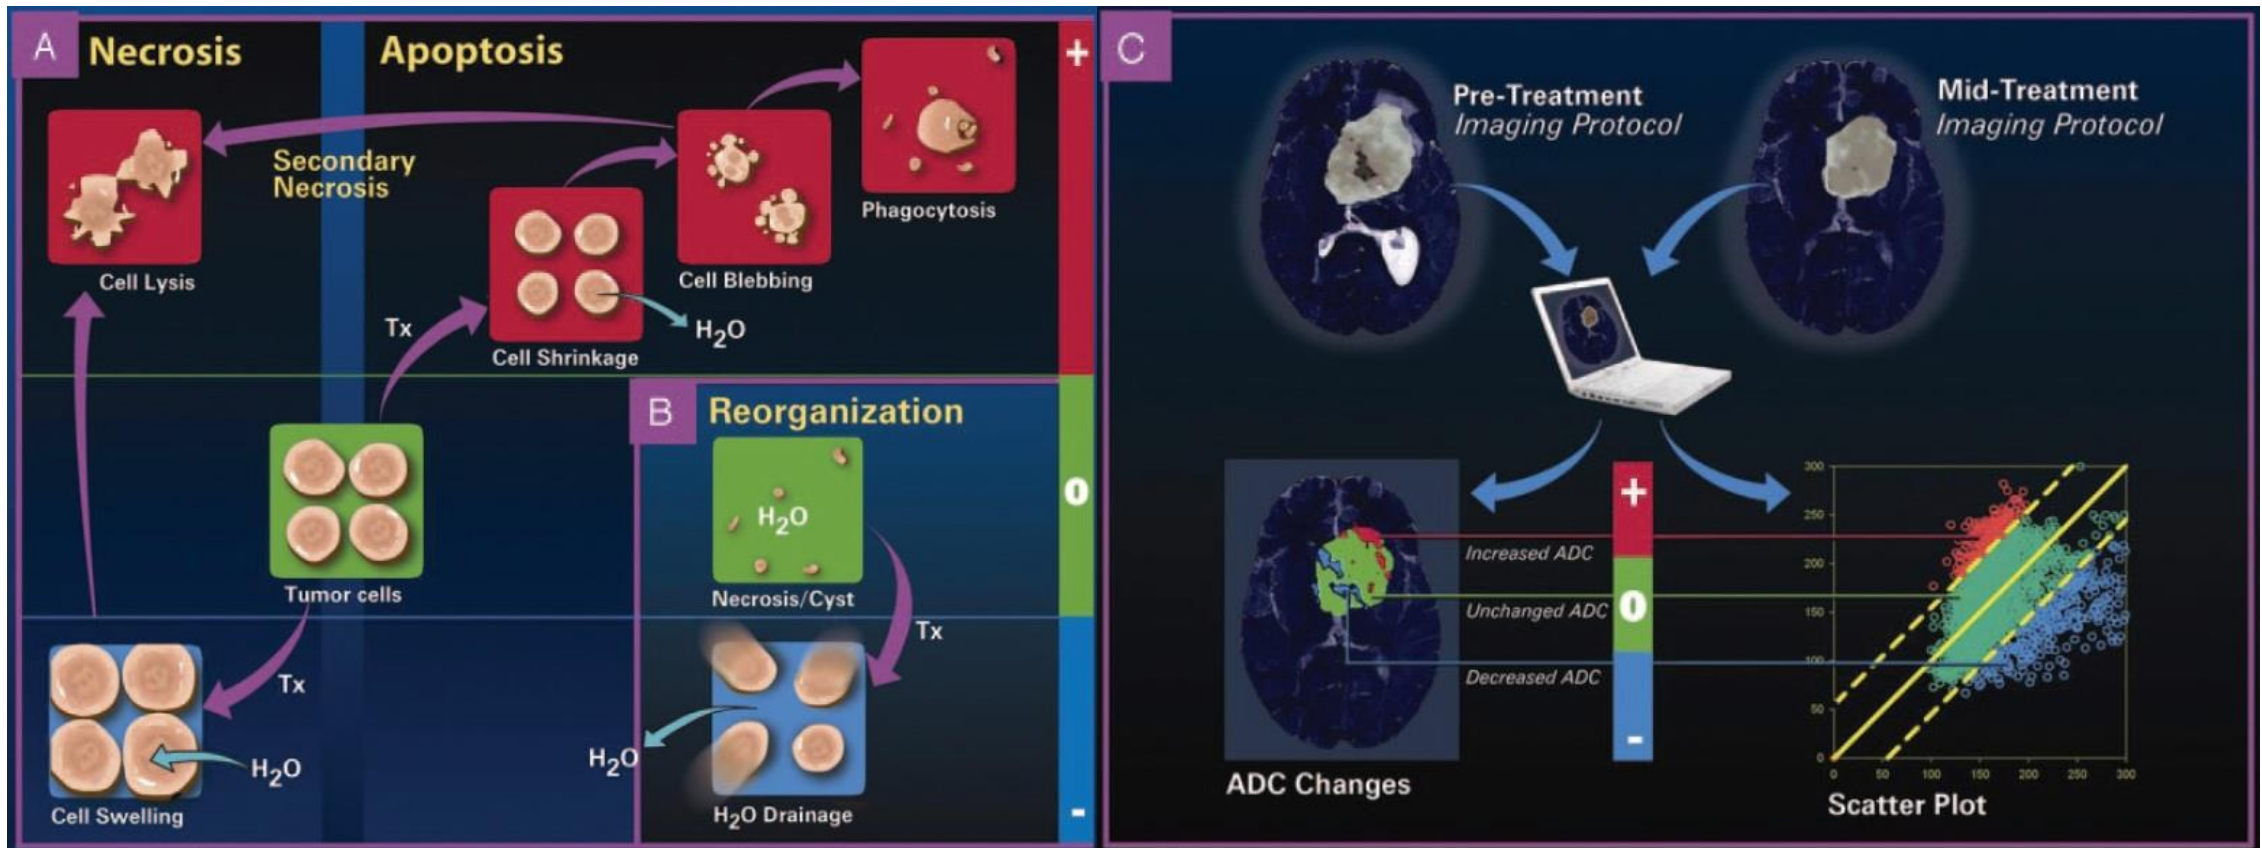 A
Necrosis
Apoptosis
+
Secondary
Necrosis
Cell Lysis
Phagocytosis
Cell Blebbing
Tx
H₂O
Cell Shrinkage
B
Reorganization
0
H₂O
Tumor cells
Necrosis/Cyst
Tx
Tx
H₂O
H₂O
Cell Swelling
H₂O Drainage
-
C
Pre-Treatment
Imaging Protocol
Mid-Treatment
Imaging Protocol
+
Increased ADC
Unchanged ADC
0
Decreased ADC
-
ADC Changes
300
250
200
150
100
50
0
0 50 100 150 200 250 300
Scatter Plot